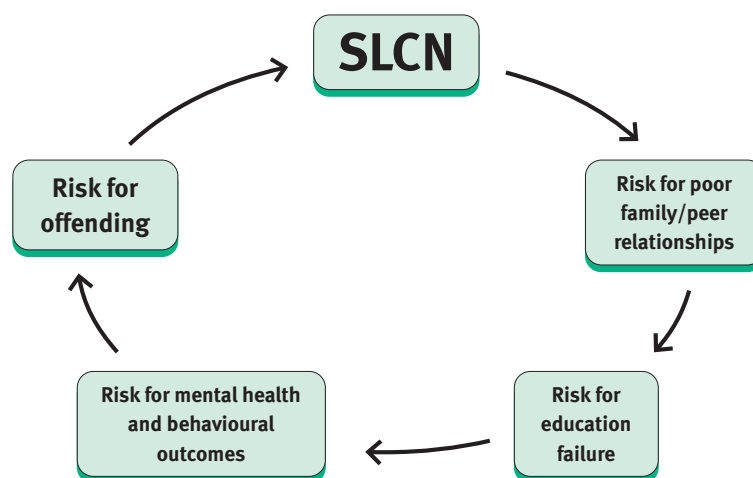 SLCN
Risk for poor
family/peer
relationships
Risk for
education
failure
Risk for mental health
and behavioural
outcomes
Risk for
offending